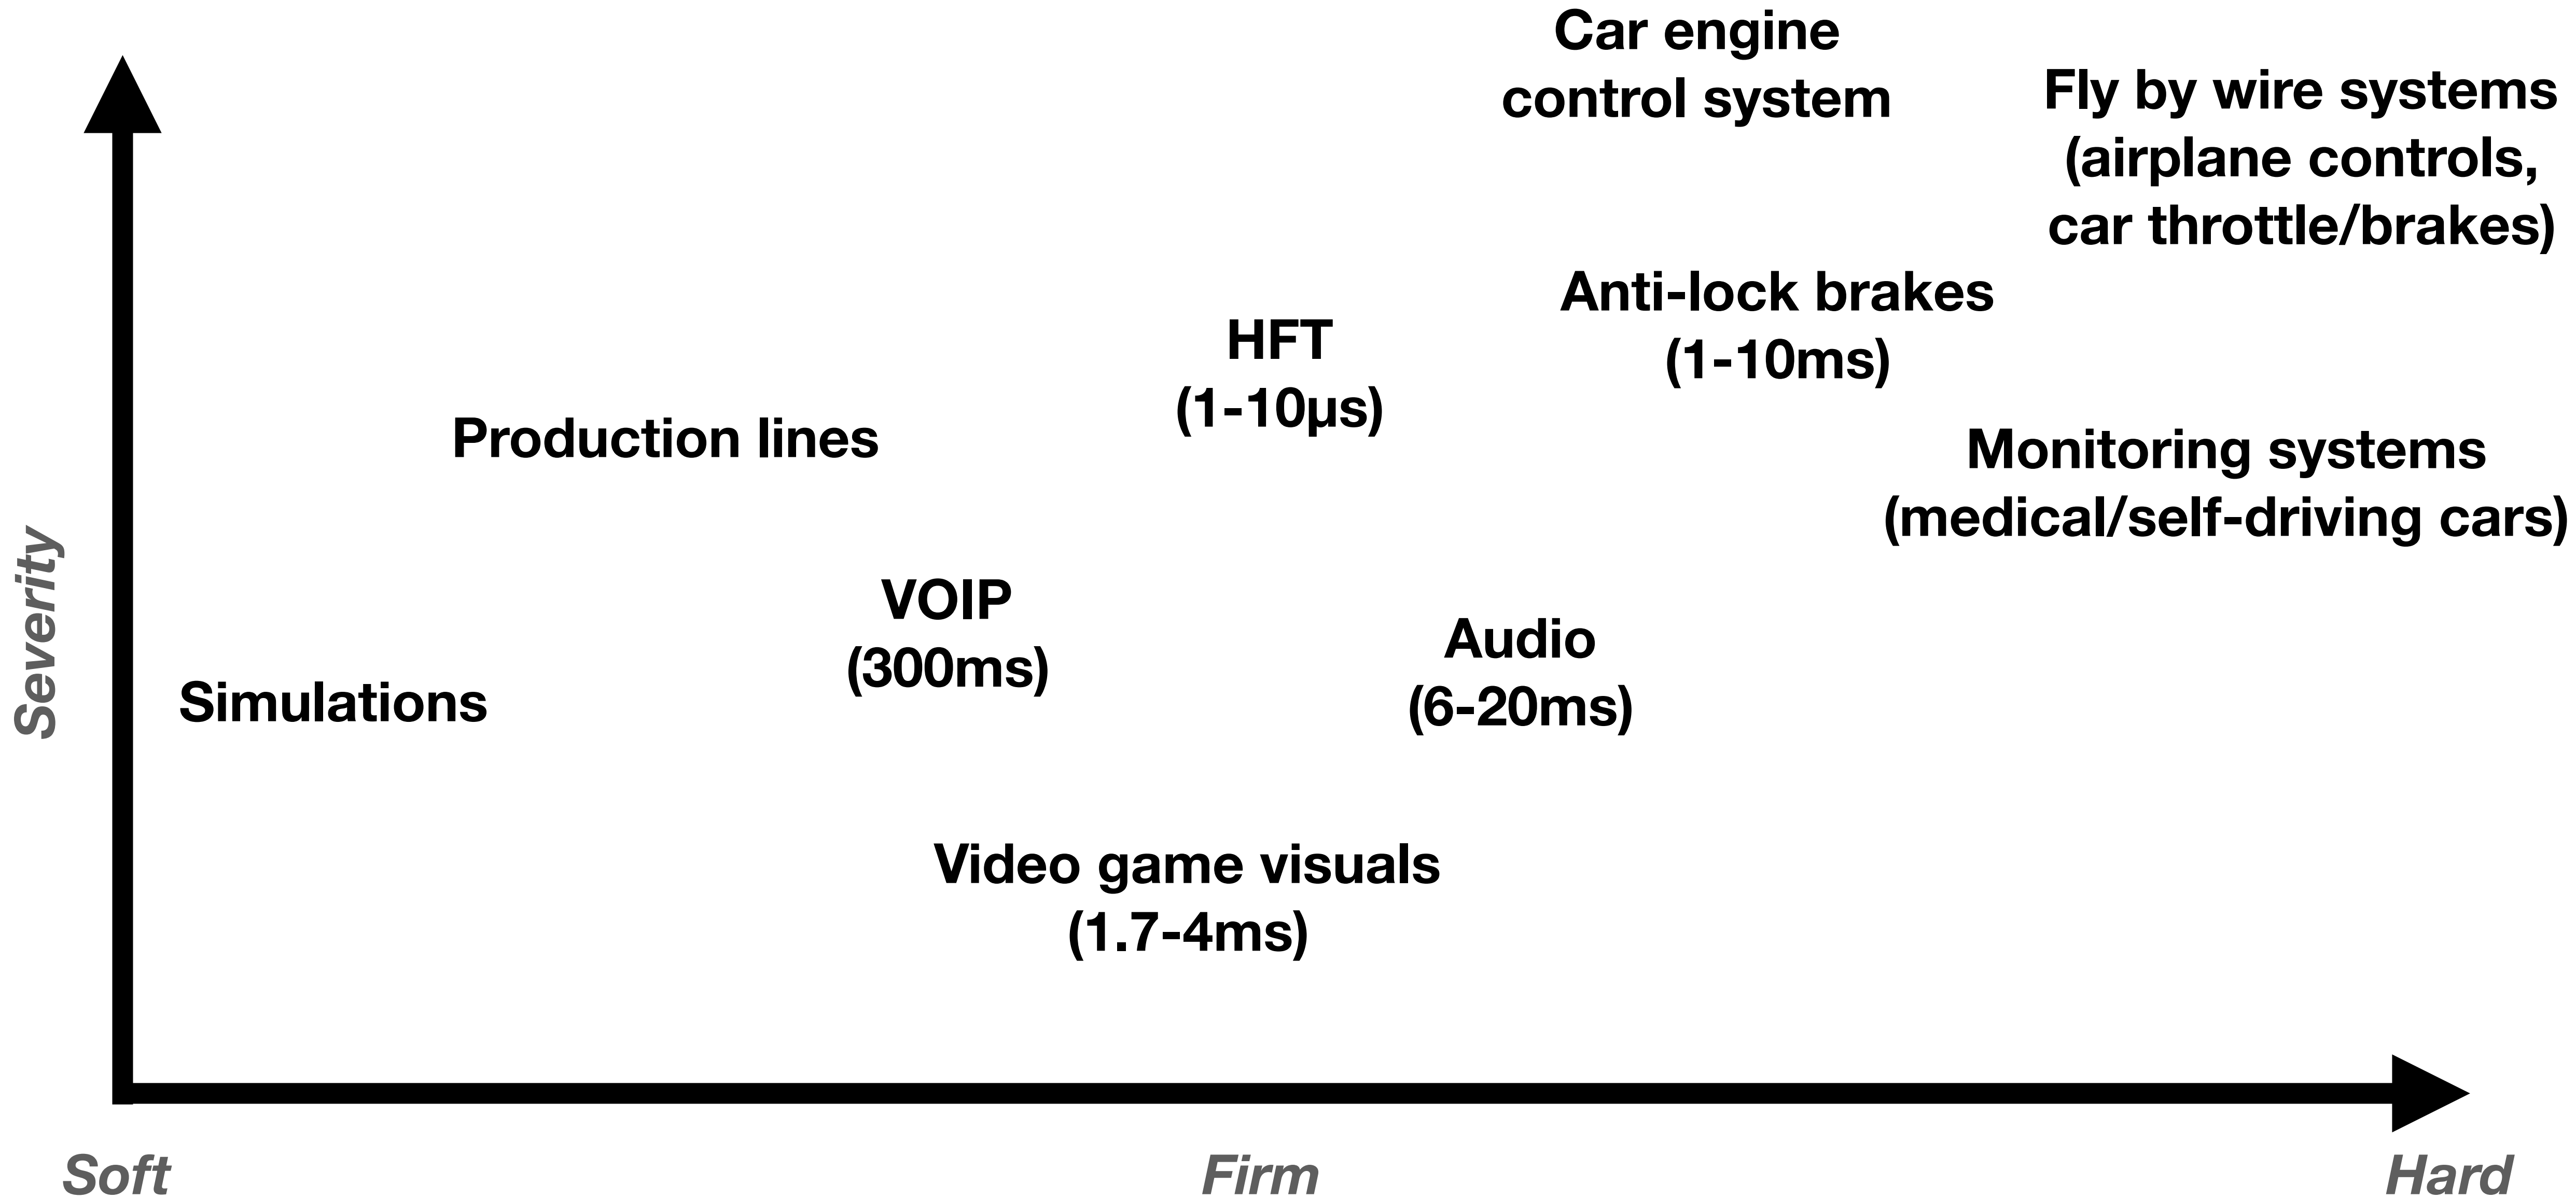 Car engine
control system
Fly by wire systems
(airplane controls,
car throttle/brakes)
Anti-lock brakes
(1-10ms)
HFT
(1-10µs)
Production lines
Monitoring systems
(medical/self-driving cars)
Severity
VOIP
(300ms)
Audio
(6-20ms)
Simulations
Video game visuals
(1.7-4ms)
Soft
Firm
Hard